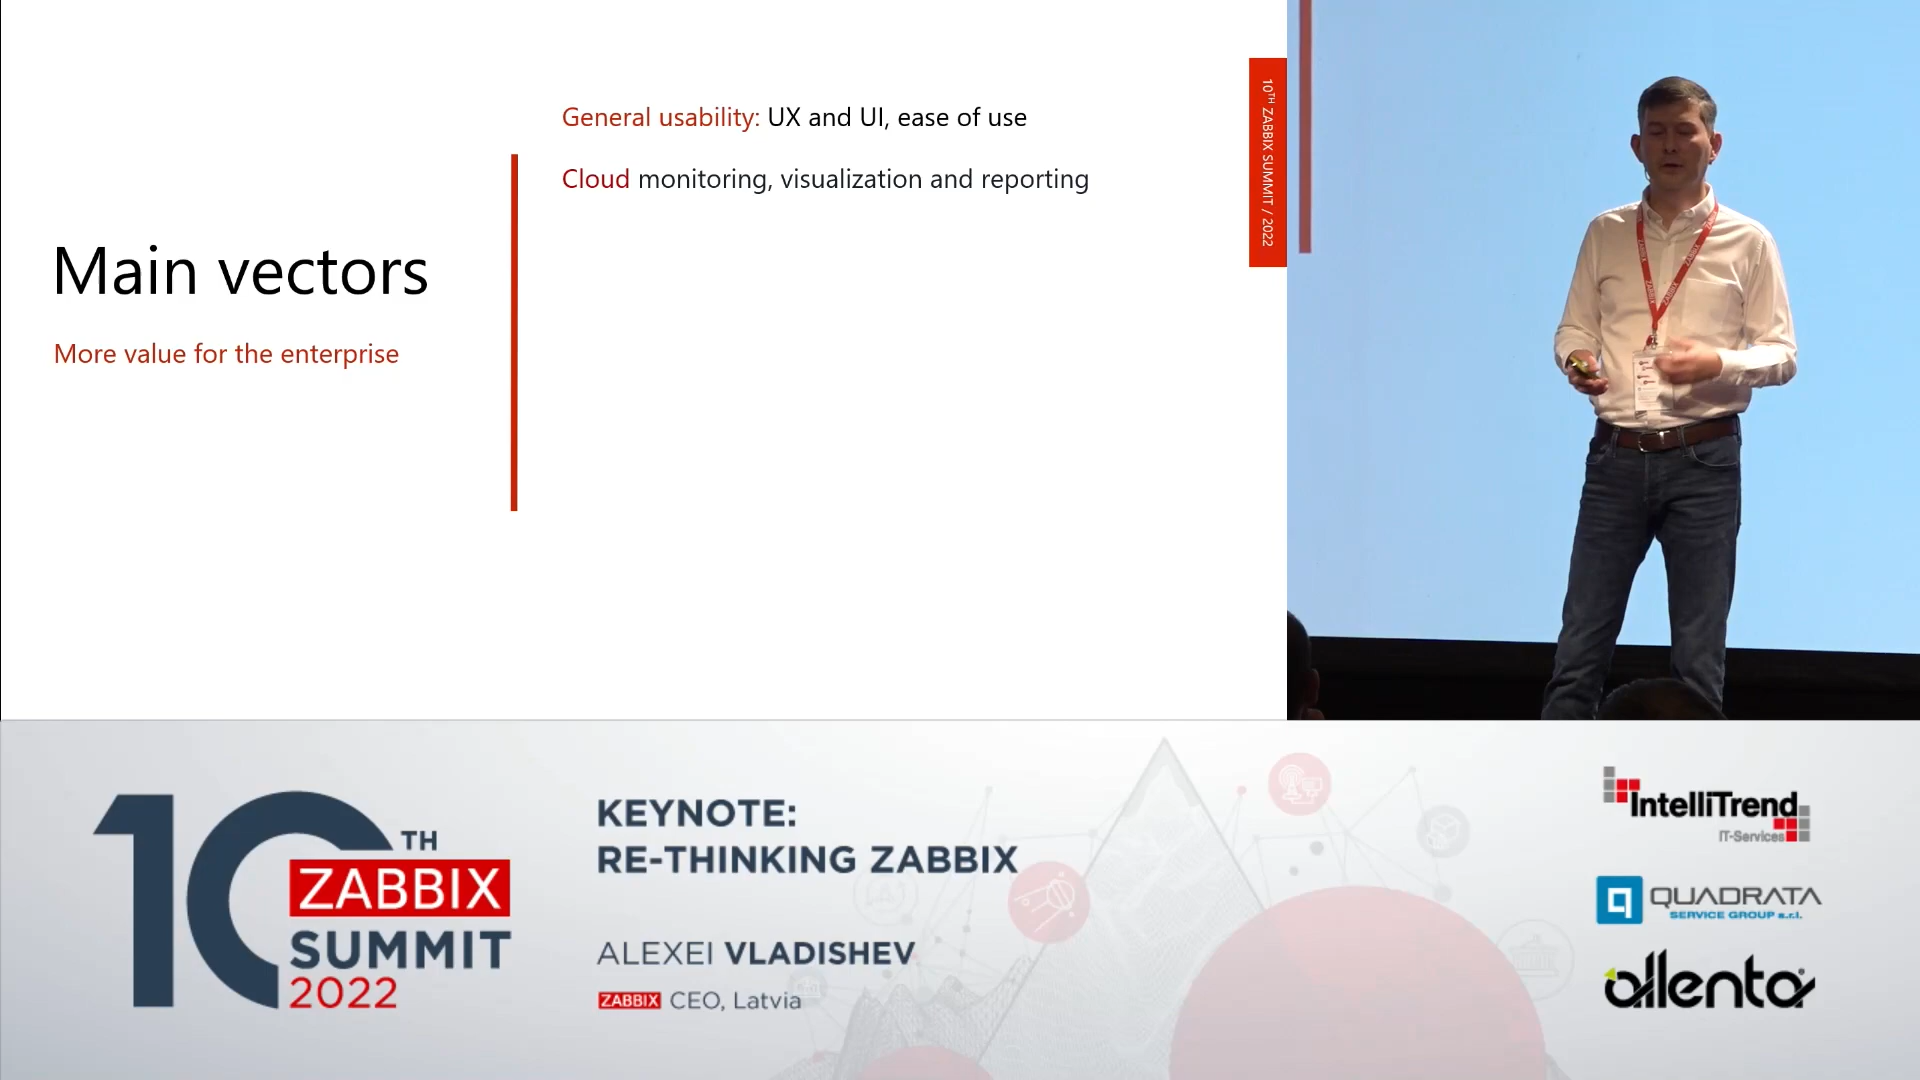 General usability: UX and UI, ease of use
Cloud monitoring, visualization and reporting
Main vectors
More value for the enterprise
10TH ZABBIX SUMMIT / 2022
10TH
ZABBIX
SUMMIT
2022
KEYNOTE:
RE-THINKING ZABBIX
ALEXEI VLADISHEV
ZABBIX CEO, Latvia
IntelliTrend
IT-Services
QUADRATA
SERVICE GROUP s.r.l.
allenta